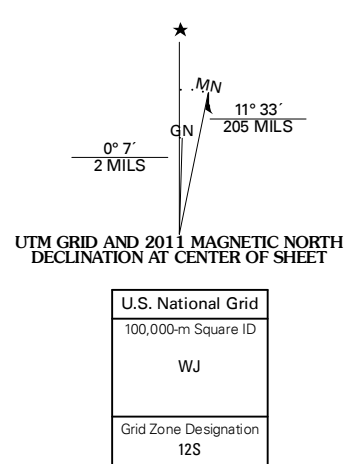 MN
11° 33´
205 MILS
GN
0° 7´
2 MILS
UTM GRID AND 2011 MAGNETIC NORTH
DECLINATION AT CENTER OF SHEET
U.S. National Grid
100,000-m Square ID
WJ
Grid Zone Designation
12S